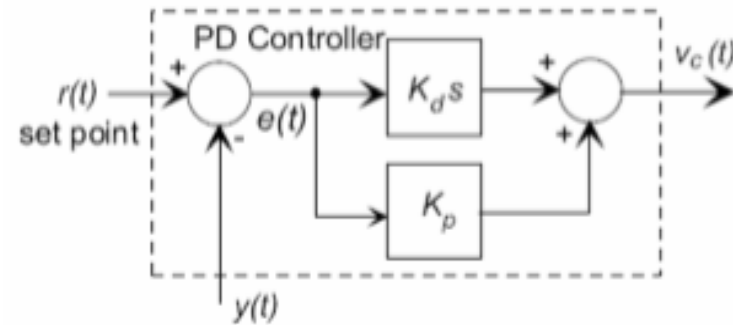 PD Controller
+
r(t)
set point
-
e(t)
K_d s
+
v_c(t)
K_p
+
y(t)